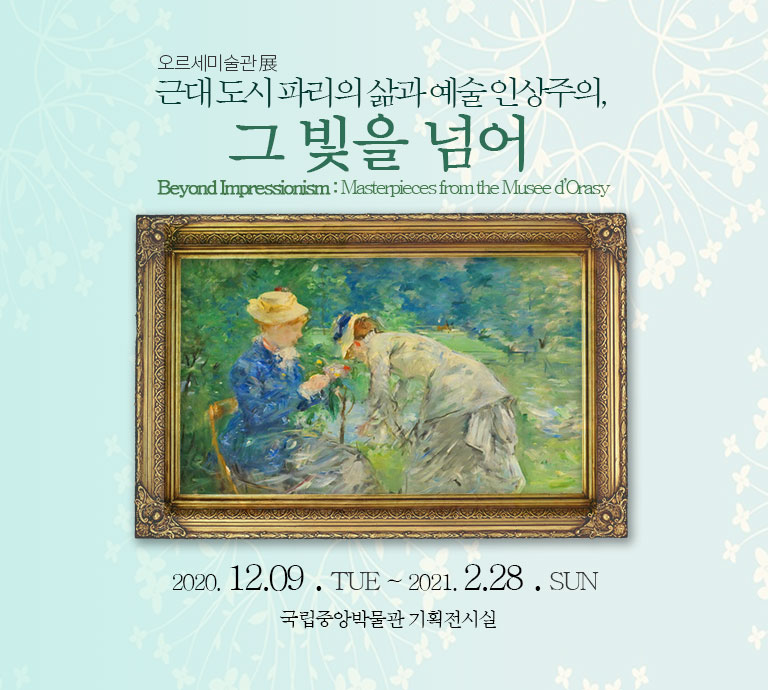 오르세미술관 展
근대 도시 파리의 삶과 예술 인상주의,
그 빛을 넘어
Beyond Impressionism : Masterpieces from the Musee d'Orasy
2020. 12.09 . TUE ~ 2021. 2.28 . SUN
국립중앙박물관 기획전시실